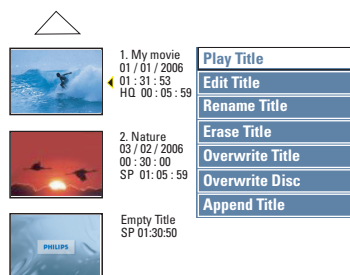 1. My movie
01 / 01 / 2006
01 : 31 : 53
HQ 00 : 05 : 59
2. Nature
03 / 02 / 2006
00 : 30 : 00
SP 01: 05 : 59
PHILIPS
Empty Title
SP 01:30:50
Play Title
Edit Title
Rename Title
Erase Title
Overwrite Title
Overwrite Disc
Append Title